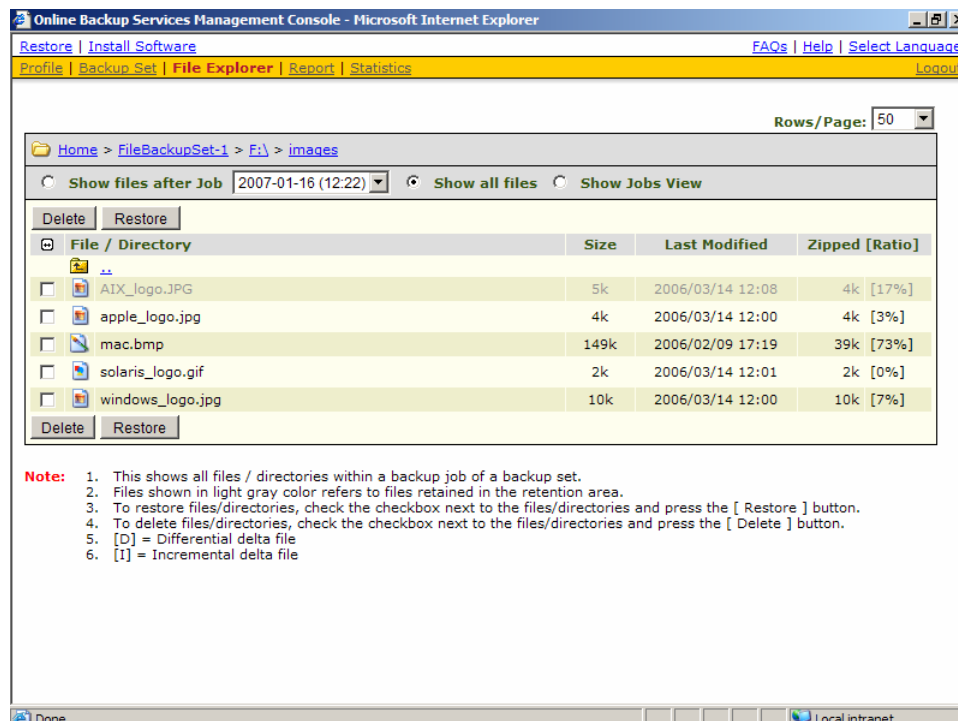 Online Backup Services Management Console - Microsoft Internet Explorer
Restore | Install Software FAQs | Help | Select Language
Profile | Backup Set | File Explorer | Report | Statistics Logout
Rows/Page: 50
Home > FileBackupSet-1 > F:\ > images
Show files after Job 2007-01-16 (12:22) Show all files Show Jobs View
Delete Restore
File / Directory Size Last Modified Zipped [Ratio]
..
AIX_logo.JPG 5k 2006/03/14 12:08 4k [17%]
apple_logo.jpg 4k 2006/03/14 12:00 4k [3%]
mac.bmp 149k 2006/02/09 17:19 39k [73%]
solaris_logo.gif 2k 2006/03/14 12:01 2k [0%]
windows_logo.jpg 10k 2006/03/14 12:00 10k [7%]
Delete Restore
Note: 1. This shows all files / directories within a backup job of a backup set.
2. Files shown in light gray color refers to files retained in the retention area.
3. To restore files/directories, check the checkbox next to the files/directories and press the [ Restore ] button.
4. To delete files/directories, check the checkbox next to the files/directories and press the [ Delete ] button.
5. [D] = Differential delta file
6. [I] = Incremental delta file
Done Local intranet